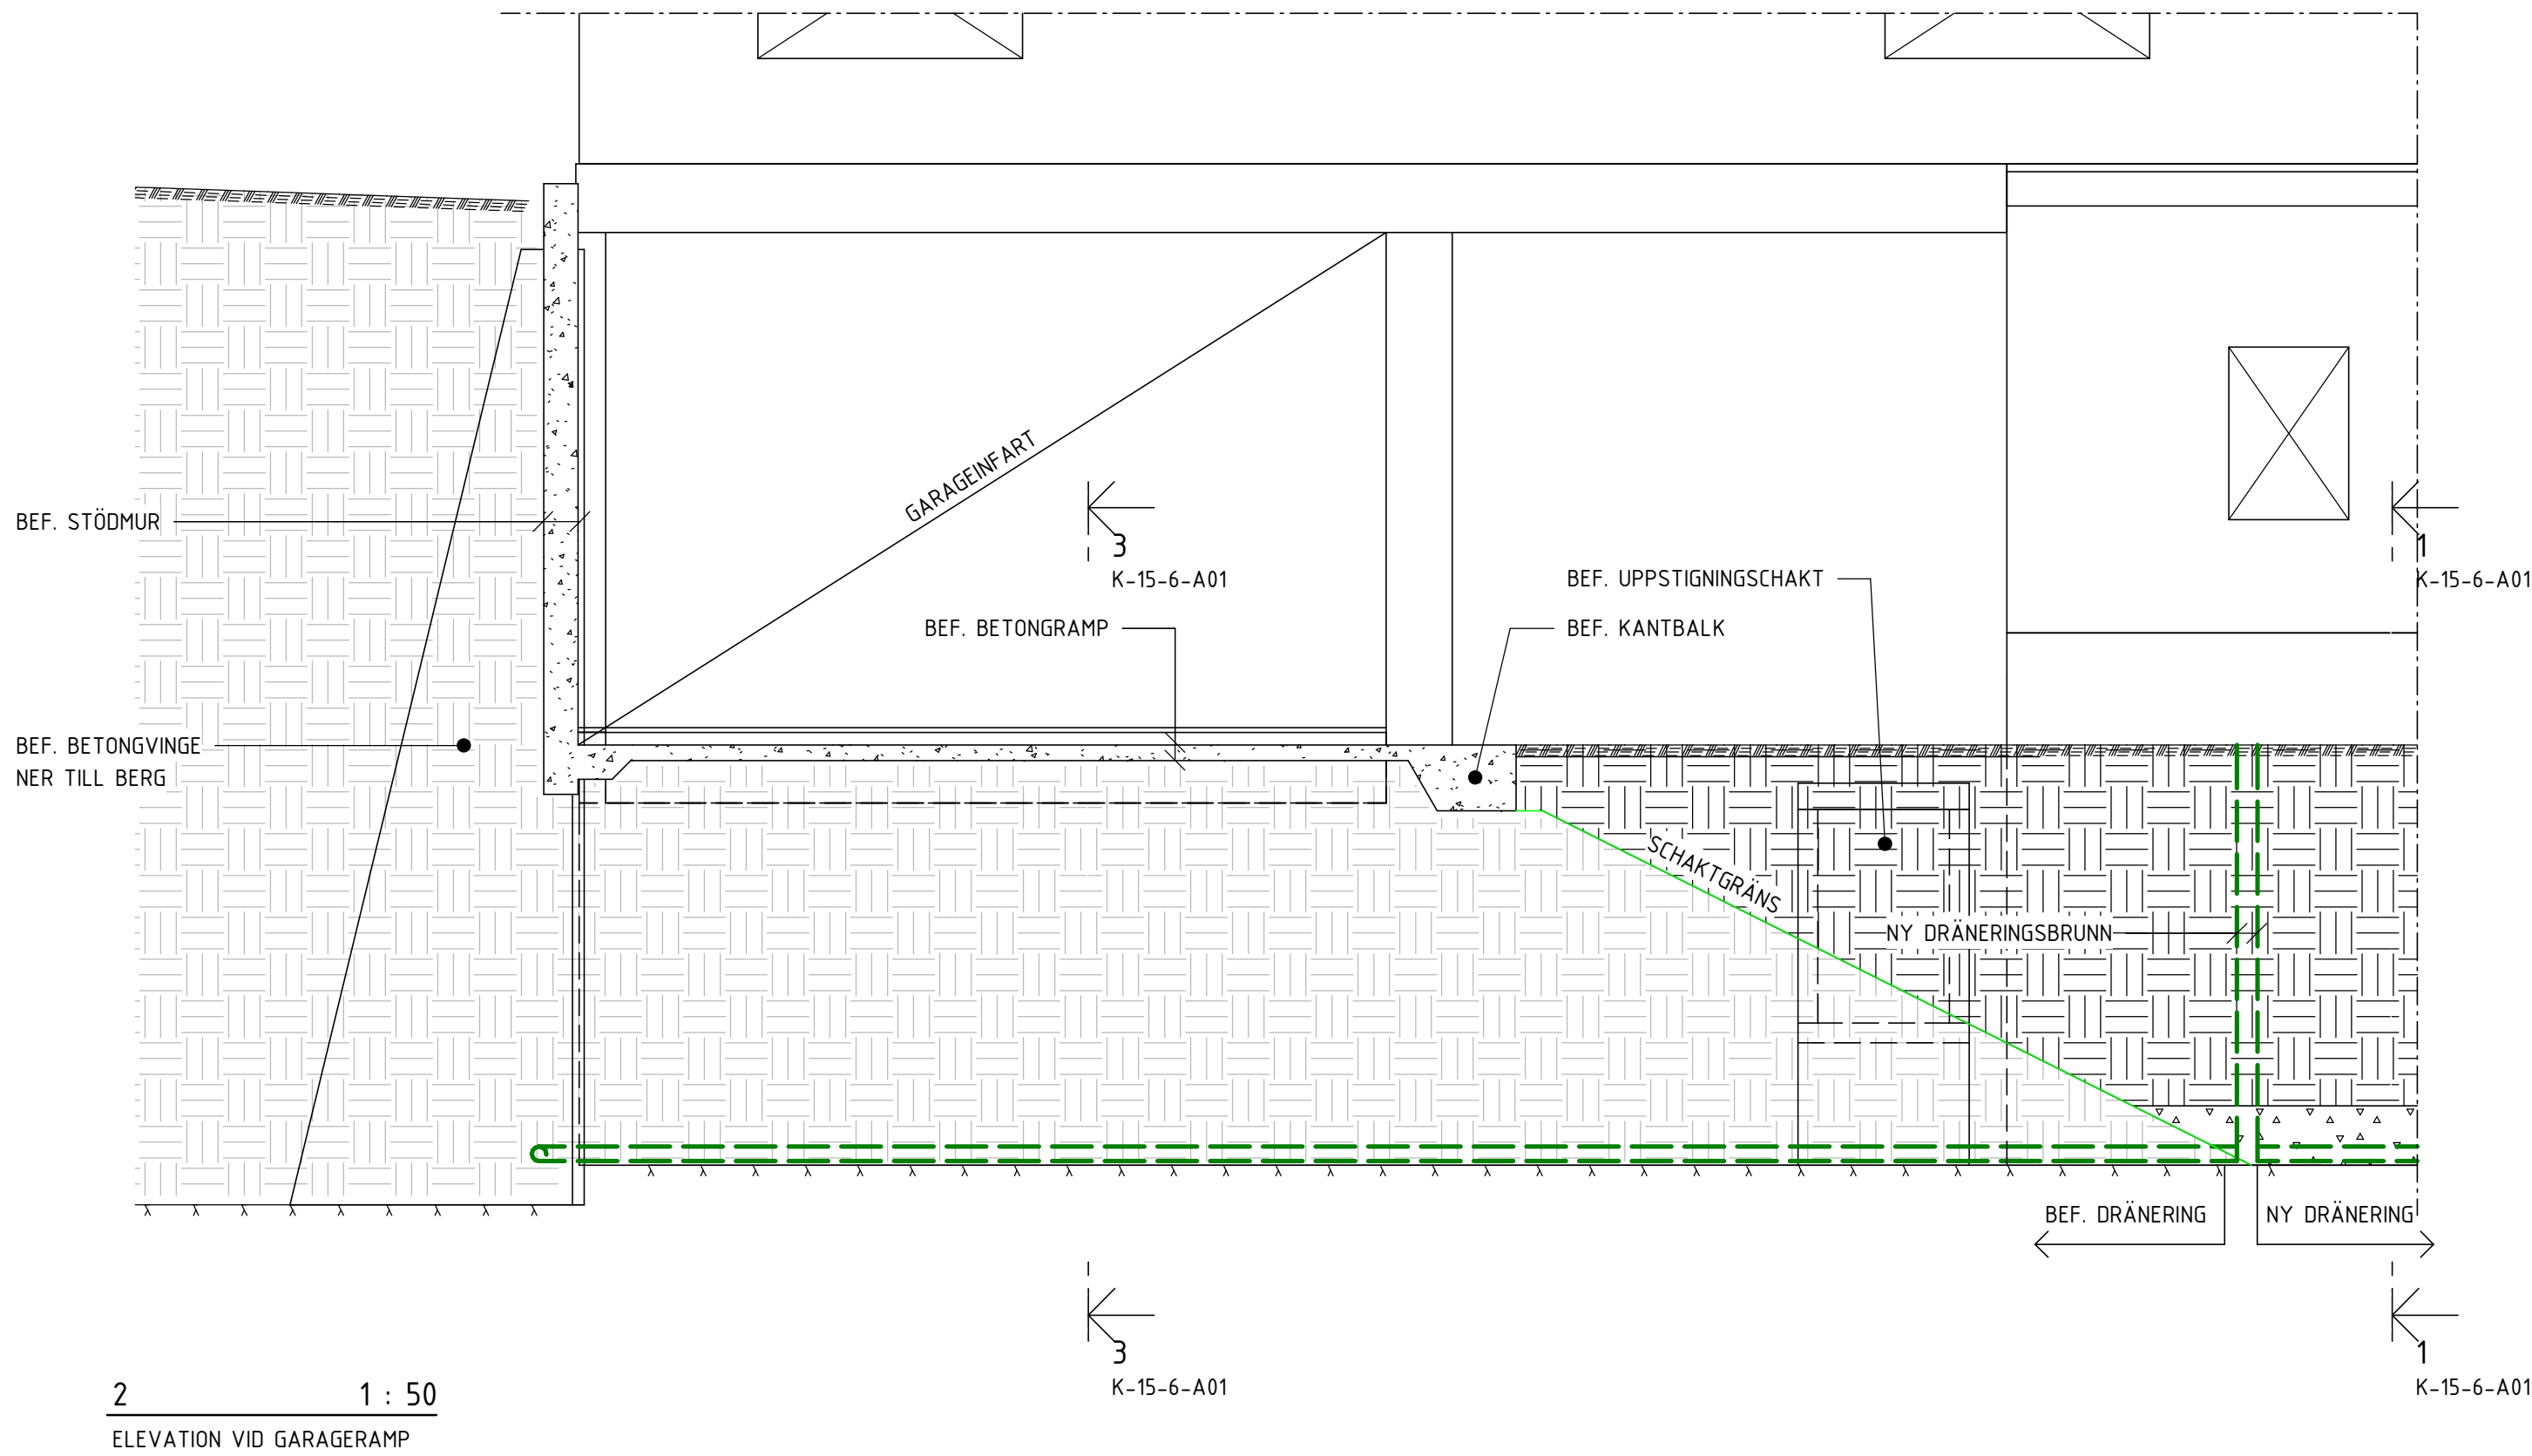 GARAGEINFART
BEF. STÖDMUR
3
K-15-6-A01
1
K-15-6-A01
BEF. UPPSTIGNINGSCHAKT
BEF. BETONGRAMP
BEF. KANTBALK
BEF. BETONGVINGE
NER TILL BERG
SCHAKTGRÄNS
NY DRÄNERINGSBRUNN
BEF. DRÄNERING
NY DRÄNERING
3
K-15-6-A01
1
K-15-6-A01
2 1 : 50
ELEVATION VID GARAGERAMP